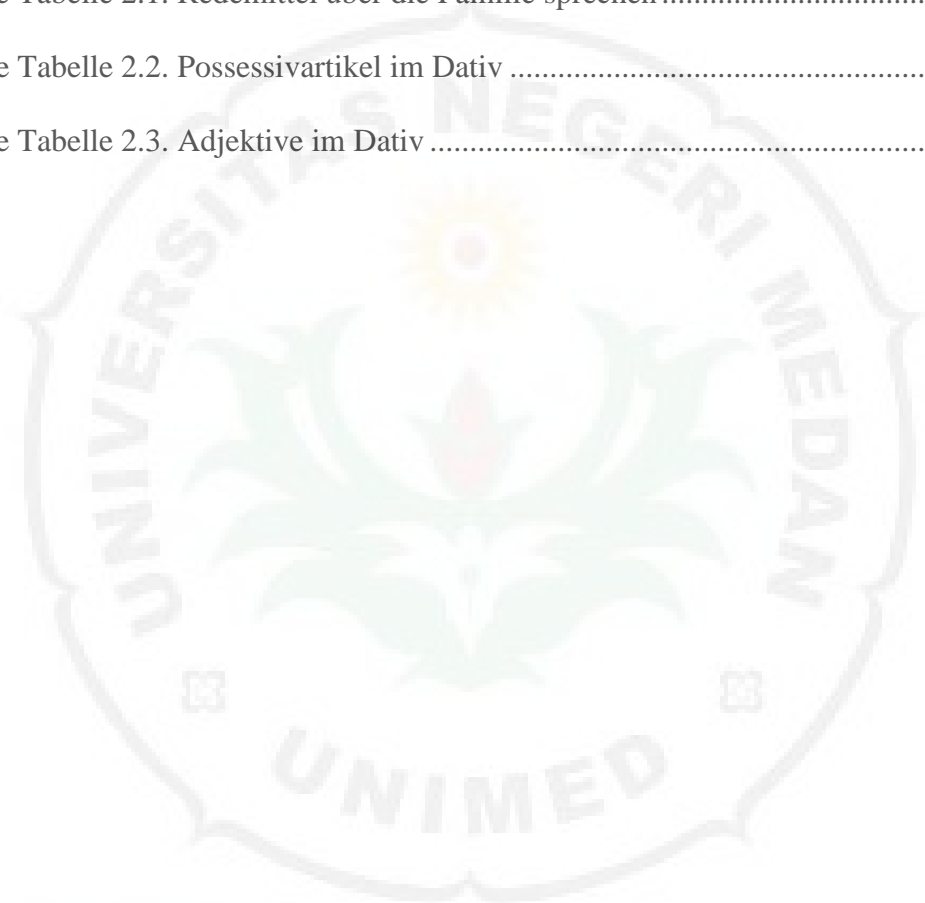 e Tabelle 2.1. Redemittel über die Familie sprechen ................................
e Tabelle 2.2. Possessivartikel im Dativ ....................................................
e Tabelle 2.3. Adjektive im Dativ ..............................................................
UNIVERSITAS NEGERI MEDAN
UNIMED